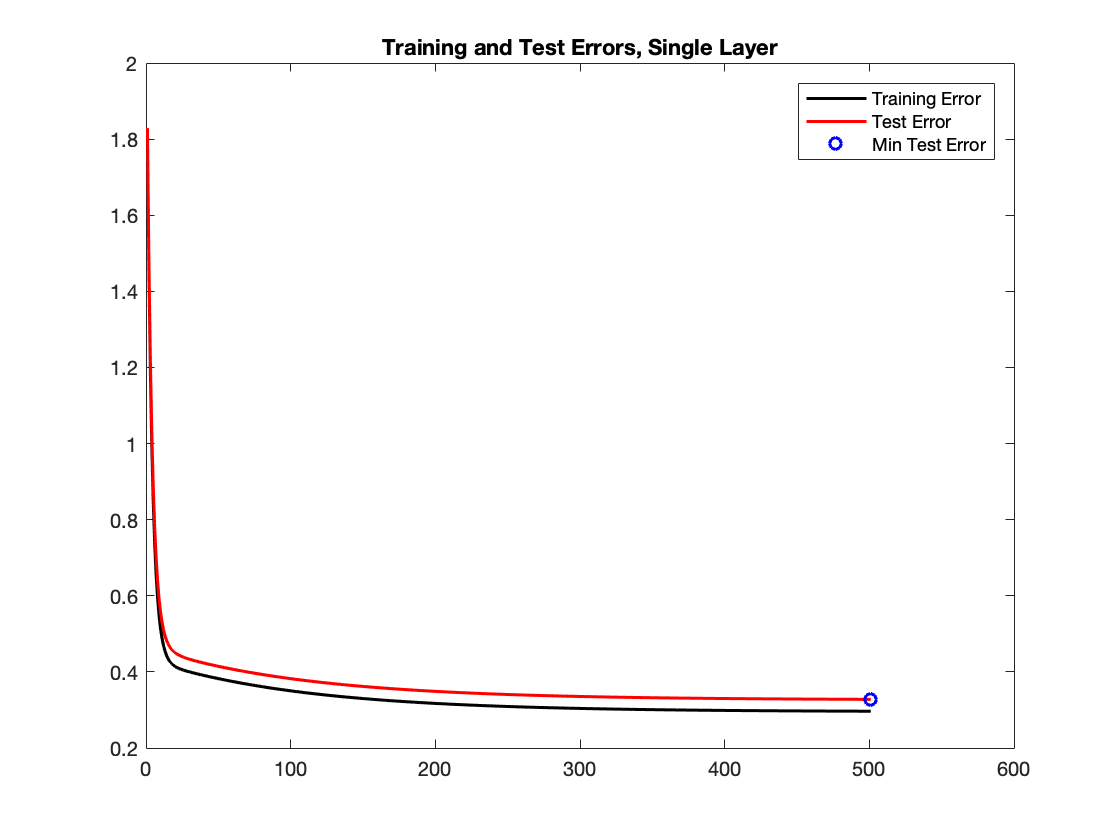 Training and Test Errors, Single Layer
2
1.8
1.6
1.4
1.2
1
0.8
0.6
0.4
0.2
Training Error
Test Error
Min Test Error
0 100 200 300 400 500 600